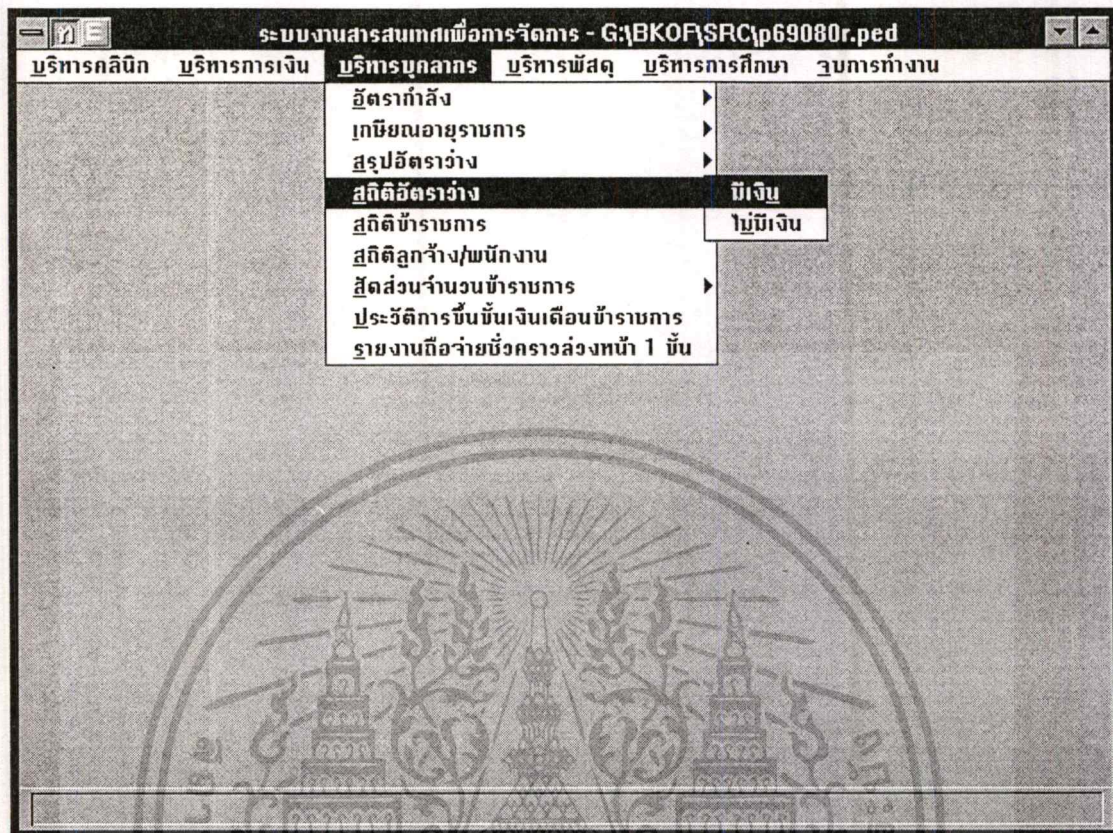 ก E ระบบงานสารสนเทศเพื่อการจัดการ - G:\BKOF\SRC\p69080r.ped
บริหารคลินิก บริหารการเงิน บริหารบุคลากร บริหารพัสดุ บริหารการศึกษา จบการทำงาน
อัตรากำลัง
เกษียณอายุราชการ
สรุปอัตราว่าง
สถิติอัตราว่าง มีเงิน
สถิติข้าราชการ ไม่มีเงิน
สถิติลูกจ้าง/พนักงาน
สัดส่วนจำนวนข้าราชการ
ประวัติการขึ้นขั้นเงินเดือนข้าราชการ
รายงานถือจ่ายชั่วคราวล่วงหน้า 1 ขั้น